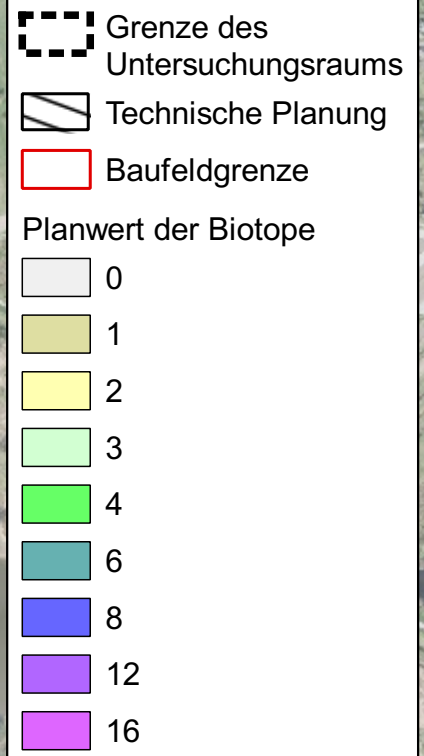 Grenze des
Untersuchungsraums
Technische Planung
Baufeldgrenze
Planwert der Biotope
0
1
2
3
4
6
8
12
16